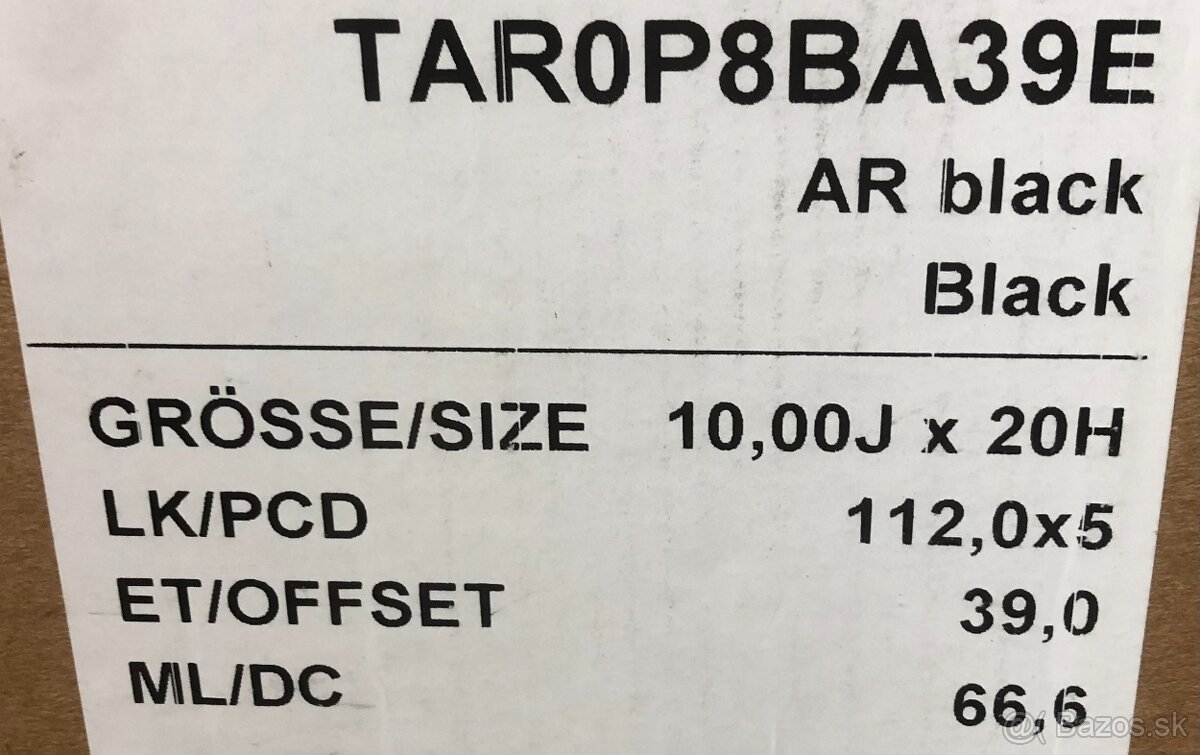 TAR0P8BA39E
AR black
Black
GRÖSSE/SIZE 10,00J x 20H
LK/PCD 112,0x5
ET/OFFSET 39,0
ML/DC 66,6
@( Bazos.sk